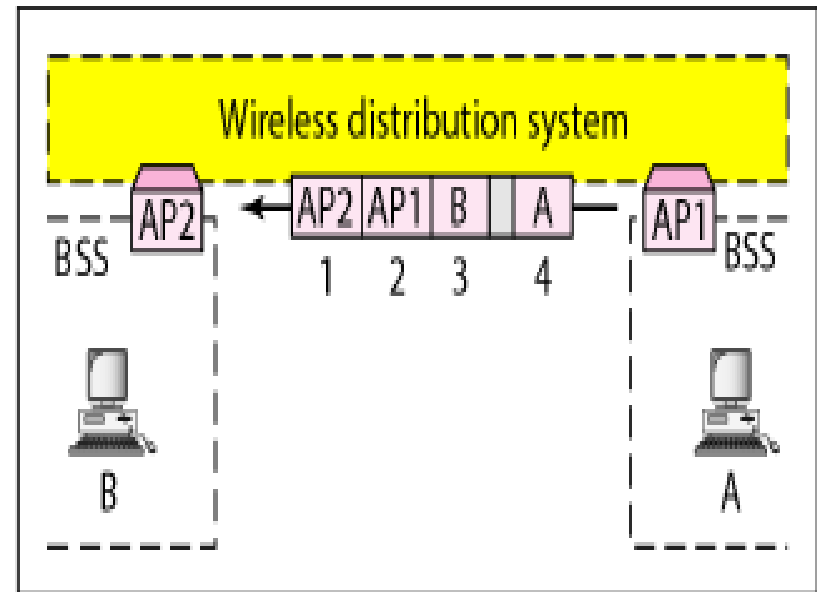 Wireless distribution system
AP2 AP2 AP1 B A AP1
BSS BSS
1 2 3 4
B A